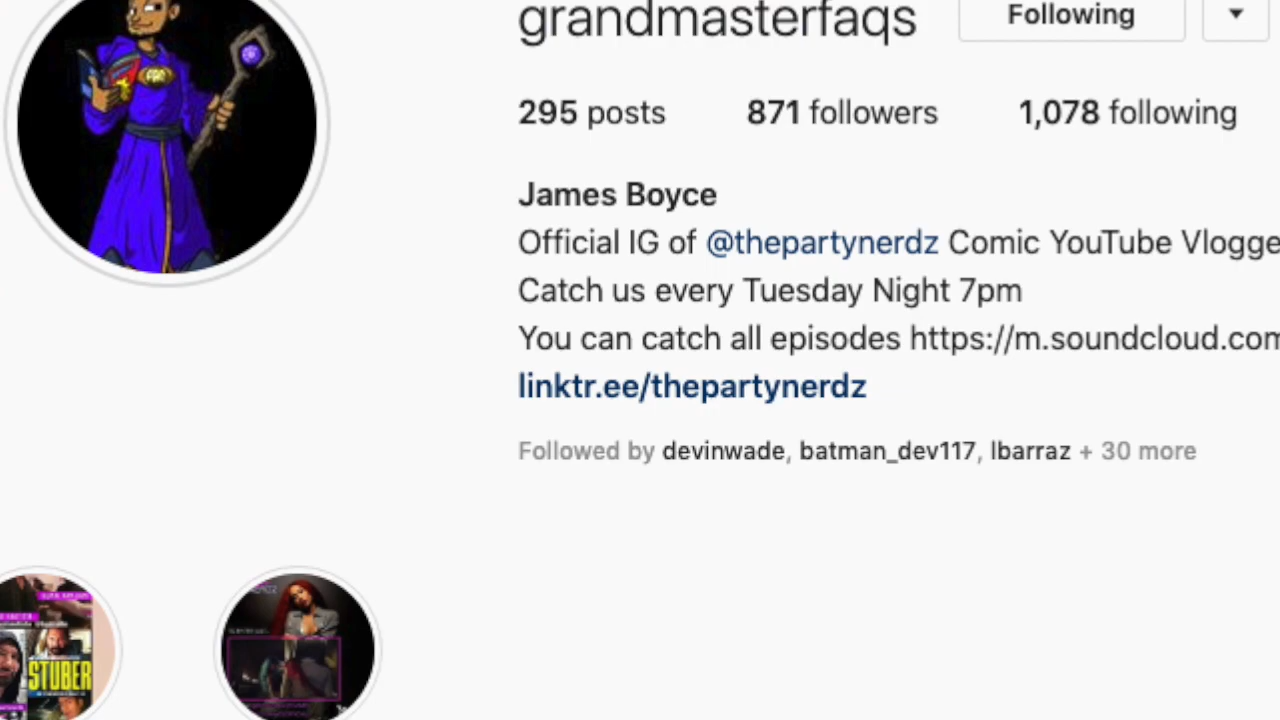 grandmasterfaqs Following
295 posts 871 followers 1,078 following
James Boyce
Official IG of @thepartynerdz Comic YouTube Vlogge
Catch us every Tuesday Night 7pm
You can catch all episodes https://m.soundcloud.com
linktr.ee/thepartynerdz
Followed by devinwade, batman_dev117, lbarraz + 30 more
STUBER